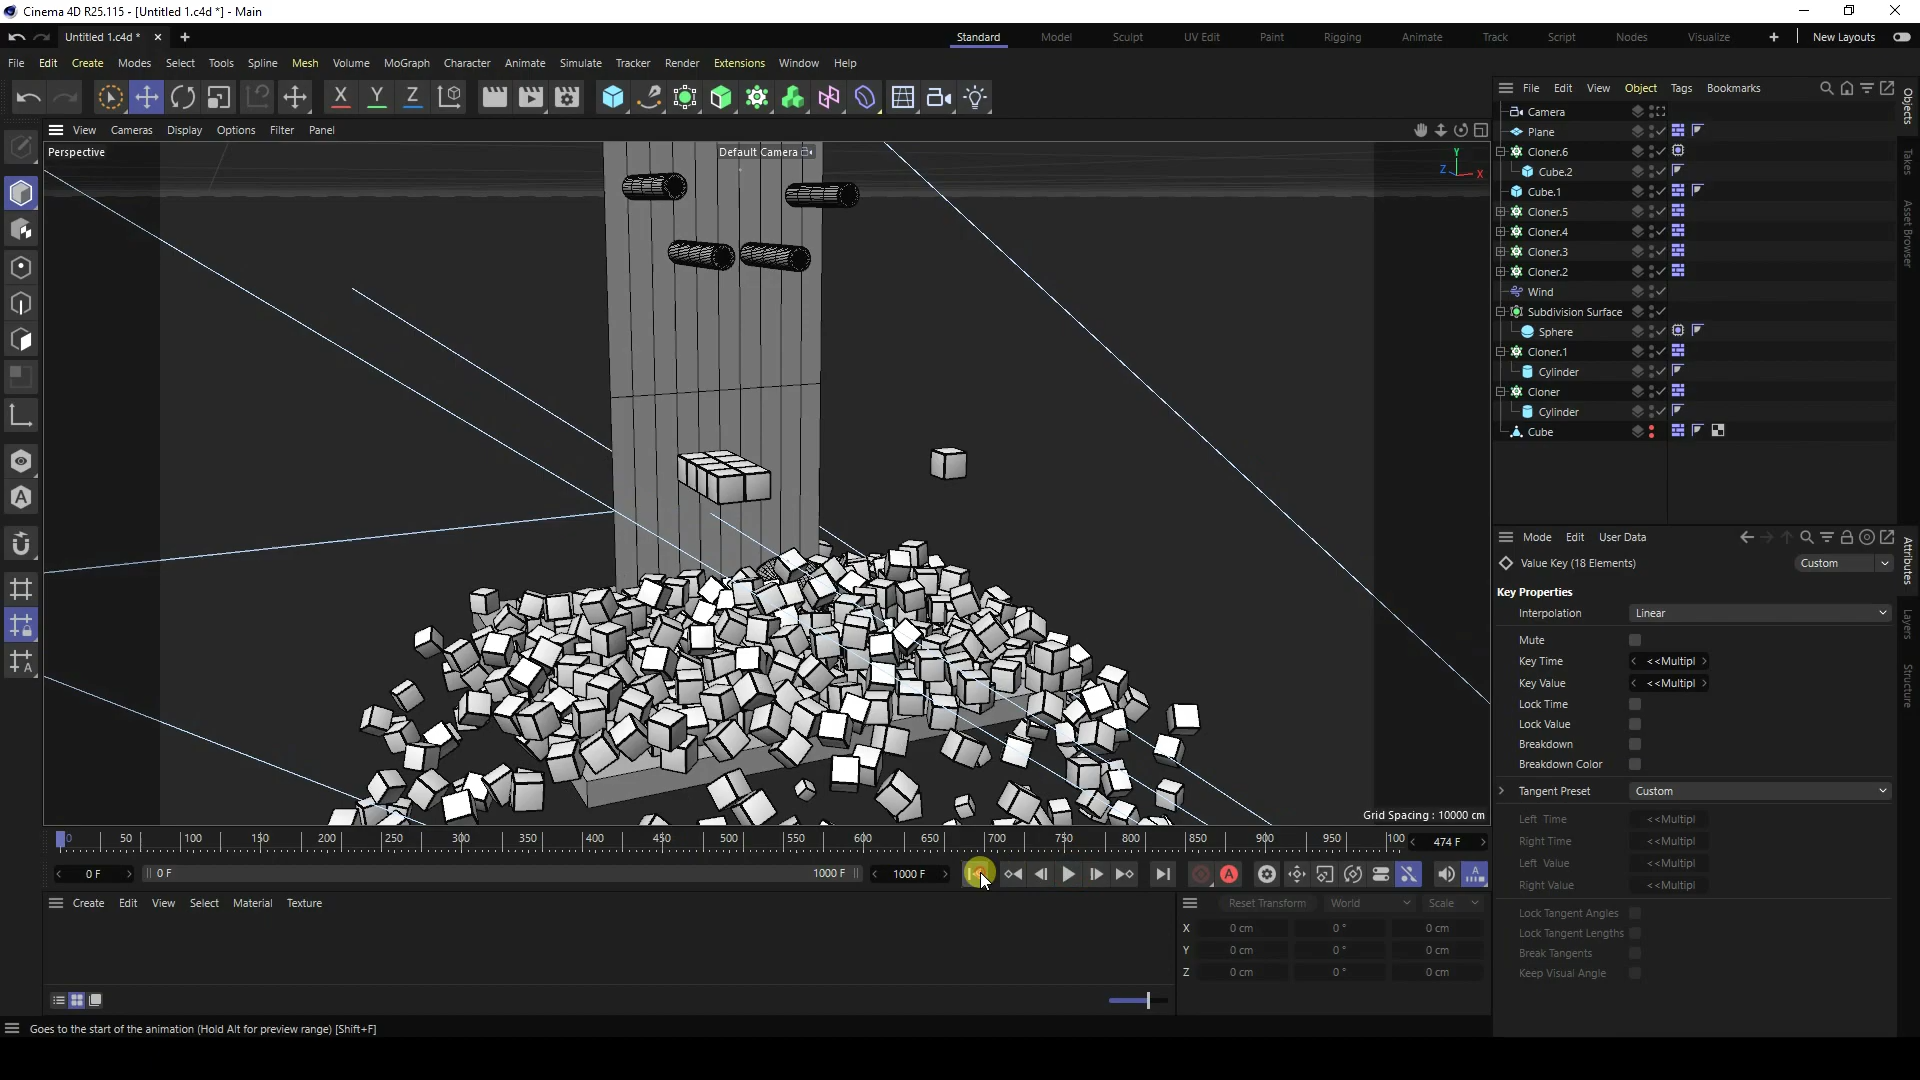 Cinema 4D R25.115 - [Untitled 1.c4d *] - Main
Untitled 1.c4d *
Standard Model Sculpt UV Edit Paint Rigging Animate Track Script Nodes Visualize New Layouts
File Edit Create Modes Select Tools Spline Mesh Volume MoGraph Character Animate Simulate Tracker Render Extensions Window Help
X Y Z
File Edit View Object Tags Bookmarks
View Cameras Display Options Filter Panel
Perspective
Default Camera
Y
Z
X
Camera
Plane
Cloner.6
Cube.2
Cube.1
Cloner.5
Cloner.4
Cloner.3
Cloner.2
Wind
Subdivision Surface
Sphere
Cloner.1
Cylinder
Cloner
Cylinder
Cube
Objects
Takes
Asset Browser
Mode Edit User Data
Value Key (18 Elements)
Custom
Key Properties
Interpolation Linear
Mute
Key Time <<Multipl
Key Value <<Multipl
Lock Time
Lock Value
Breakdown
Breakdown Color
Tangent Preset Custom
Left Time <<Multipl
Right Time <<Multipl
Left Value <<Multipl
Right Value <<Multipl
Lock Tangent Angles
Lock Tangent Lengths
Break Tangents
Keep Visual Angle
Attributes
Layers
Structure
Grid Spacing : 10000 cm
0 50 100 150 200 250 300 350 400 450 500 550 600 650 700 750 800 850 900 950 100 474 F
0 F 0 F 1000 F 1000 F
Create Edit View Select Material Texture
Reset Transform World Scale
X 0 cm 0 ° 0 cm
Y 0 cm 0 ° 0 cm
Z 0 cm 0 ° 0 cm
Goes to the start of the animation (Hold Alt for preview range) [Shift+F]